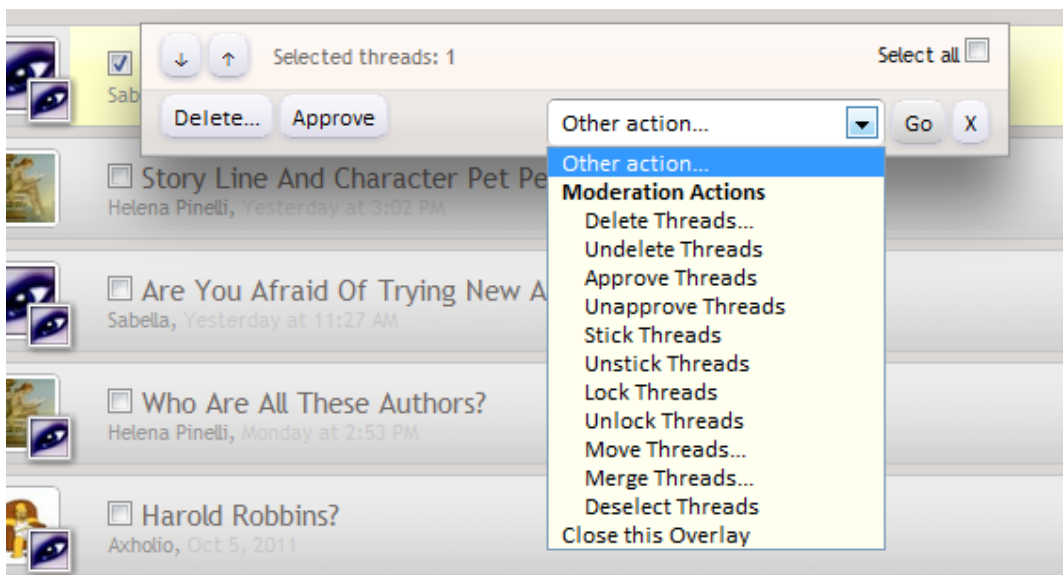 ↓ ↑ Selected threads: 1 Select all
Sab
Delete... Approve Other action... Go X
Other action...
Moderation Actions
Delete Threads...
Undelete Threads
Approve Threads
Unapprove Threads
Stick Threads
Unstick Threads
Lock Threads
Unlock Threads
Move Threads...
Merge Threads...
Deselect Threads
Close this Overlay
Story Line And Character Pet Pe
Helena Pinelli, Yesterday at 3:02 PM
Are You Afraid Of Trying New A
Sabella, Yesterday at 11:27 AM
Who Are All These Authors?
Helena Pinelli, Monday at 2:53 PM
Harold Robbins?
Axholio, Oct 5, 2011